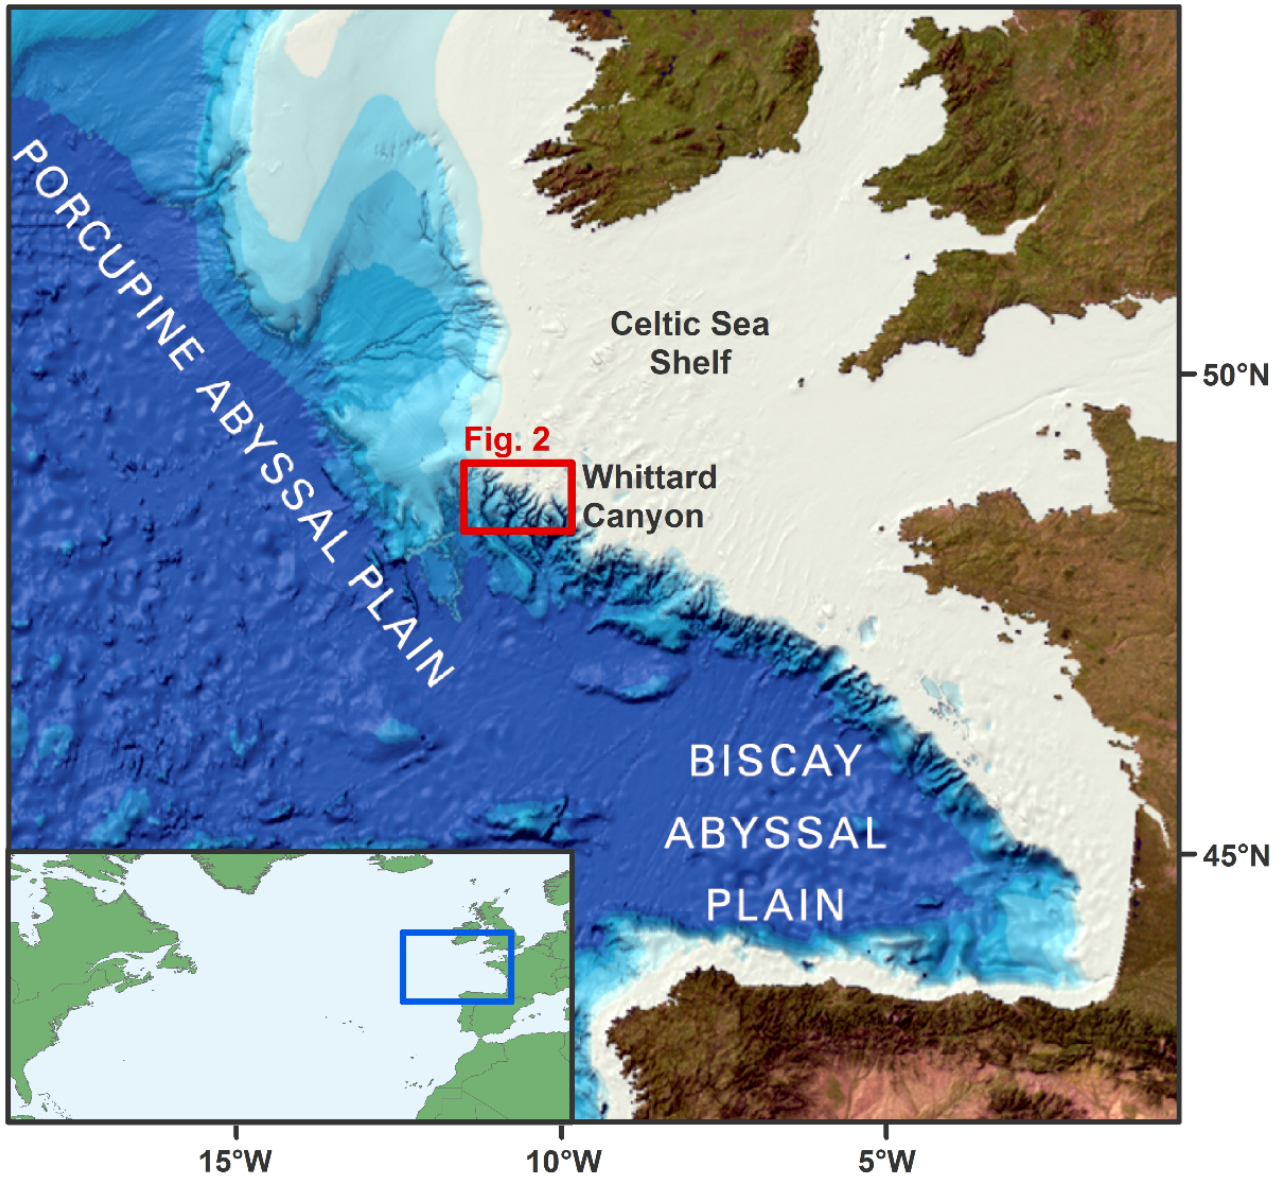 PORCUPINE ABYSSAL PLAIN
Celtic Sea
Shelf
50°N
Fig. 2
Whittard
Canyon
BISCAY
ABYSSAL
PLAIN
45°N
15°W
10°W
5°W